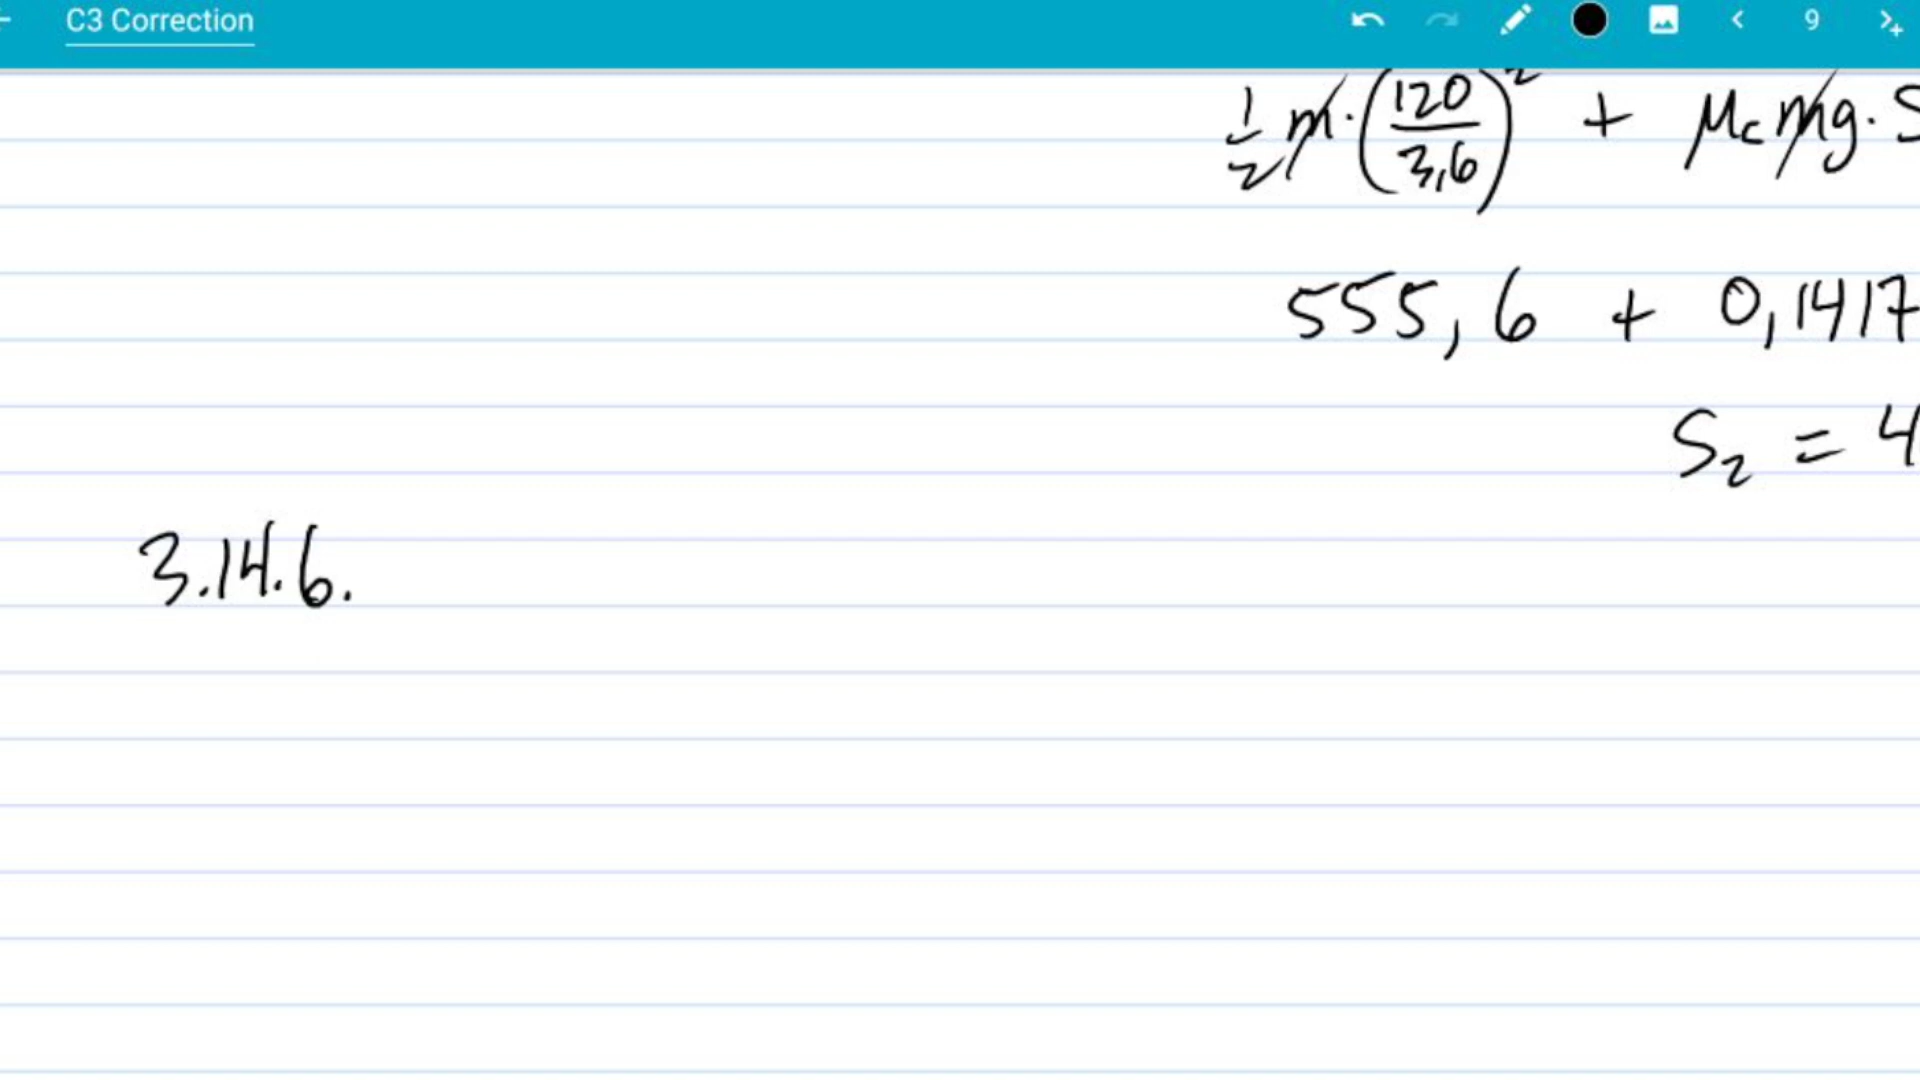 C3 Correction
9
1/2 m · (120/3,6)² + μc mg · S
555,6 + 0,1417
S₂ = 4
3.14.6.